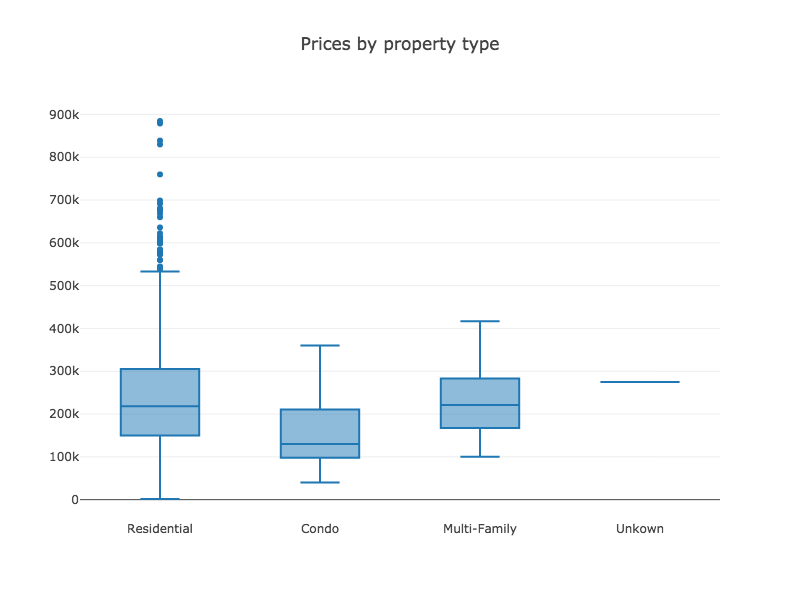 Prices by property type
900k
800k
700k
600k
500k
400k
300k
200k
100k
0
Residential
Condo
Multi-Family
Unkown